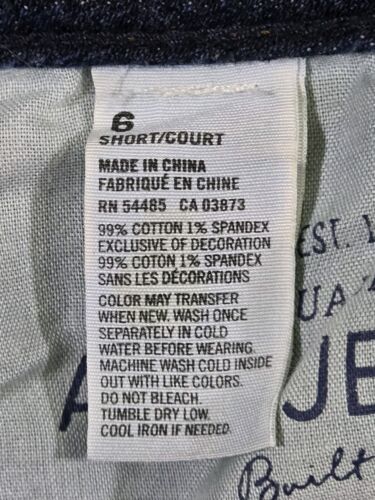 6
SHORT/COURT
MADE IN CHINA
FABRIQUÉ EN CHINE
RN 54485 CA 03873
99% COTTON 1% SPANDEX
EXCLUSIVE OF DECORATION
99% COTTON 1% SPANDEX
SANS LES DÉCORATIONS
COLOR MAY TRANSFER
WHEN NEW. WASH ONCE
SEPARATELY IN COLD
WATER BEFORE WEARING.
MACHINE WASH COLD INSIDE
OUT WITH LIKE COLORS.
DO NOT BLEACH.
TUMBLE DRY LOW.
COOL IRON IF NEEDED.
EST.
Built